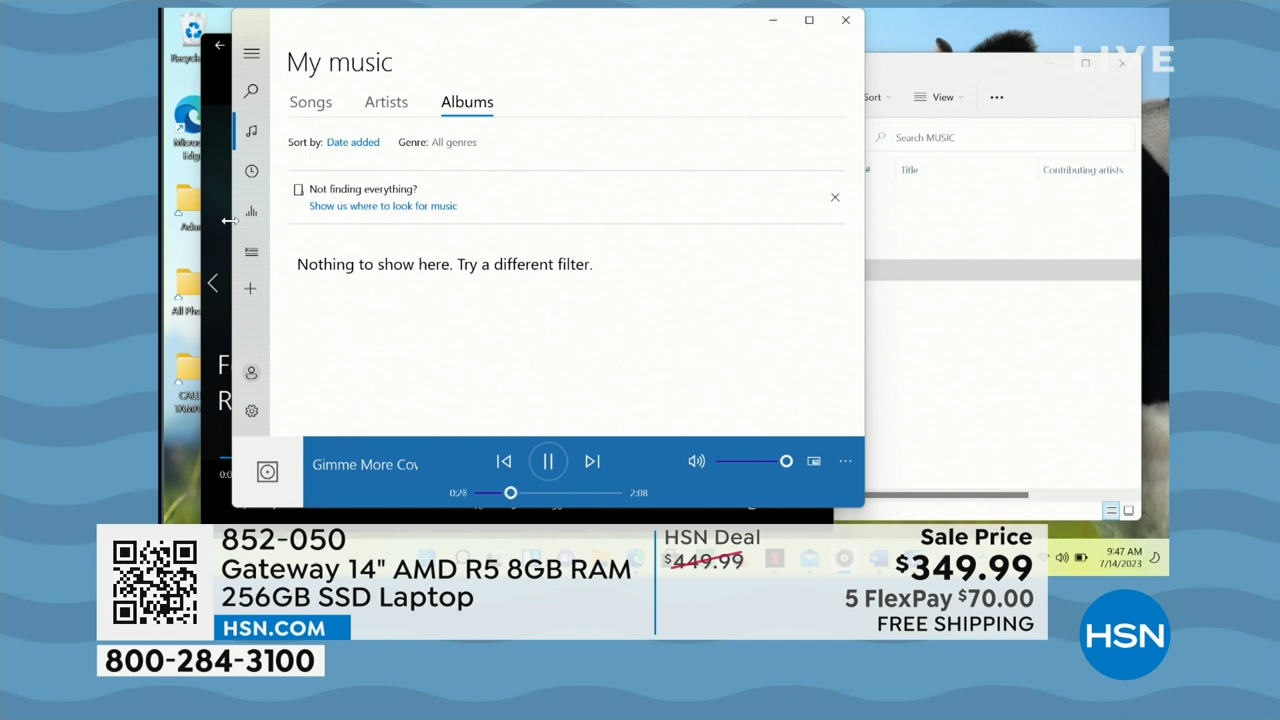 LIVE
My music
Songs Artists Albums
Sort by: Date added Genre: All genres
Not finding everything?
Show us where to look for music
Nothing to show here. Try a different filter.
Gimme More
0:28 2:08
View
Search MUSIC
# Title Contributing artists
9:47 AM
7/14/2023
852-050
Gateway 14" AMD R5 8GB RAM
256GB SSD Laptop
HSN.COM
800-284-3100
HSN Deal
$449.99
Sale Price
$349.99
5 FlexPay $70.00
FREE SHIPPING
HSN